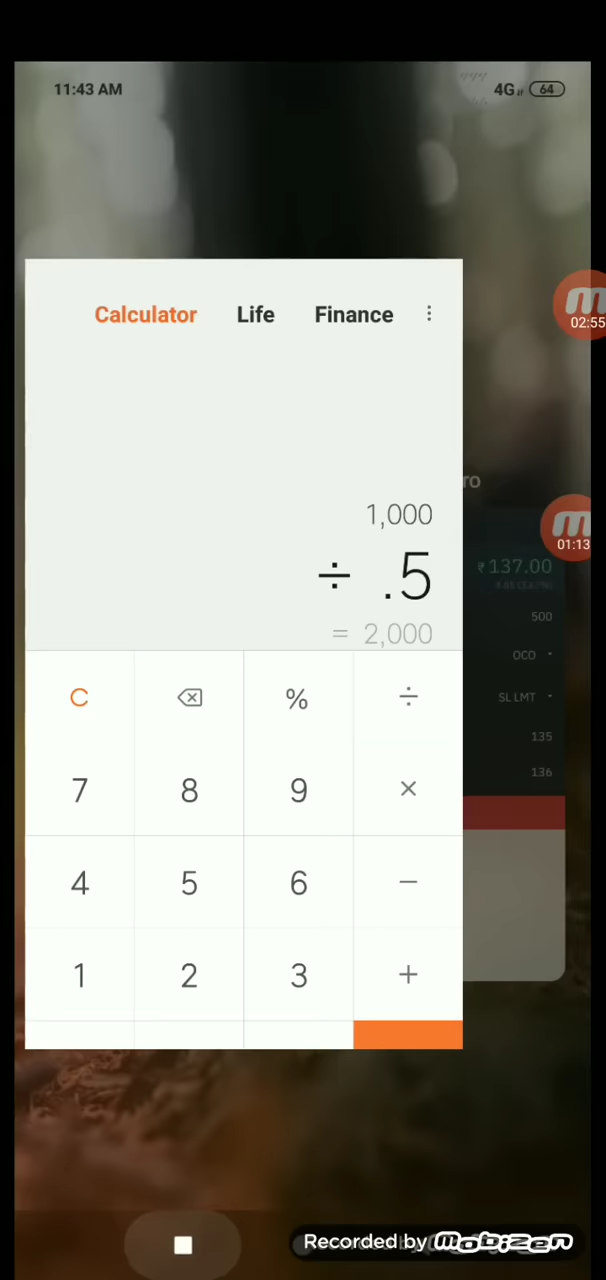 11:43 AM
4G 64
Calculator Life Finance
02:55
ro
1,000
÷ .5
= 2,000
01:13
₹137.00
500
OCO
SL LMT
135
136
C % ÷
7 8 9 ×
4 5 6 −
1 2 3 +
Recorded by mobizen